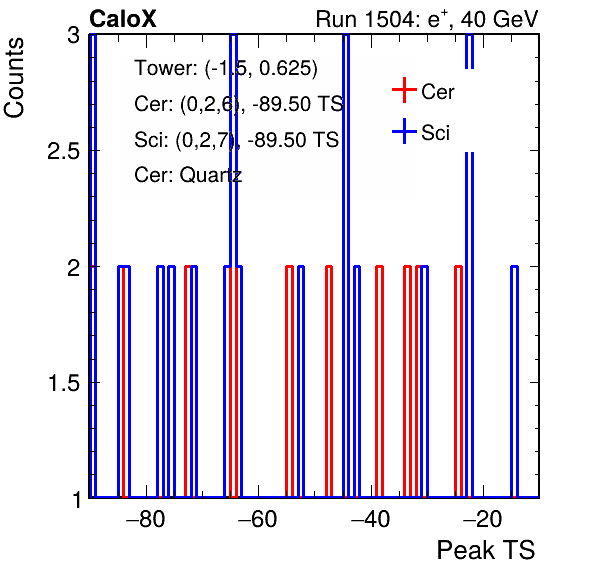 CaloX Run 1504: e⁺, 40 GeV
Counts
3
2.5
2
1.5
1
Tower: (-1.5, 0.625)
Cer: (0,2,6), -89.50 TS
Sci: (0,2,7), -89.50 TS
Cer: Quartz
Cer
Sci
−80 −60 −40 −20
Peak TS